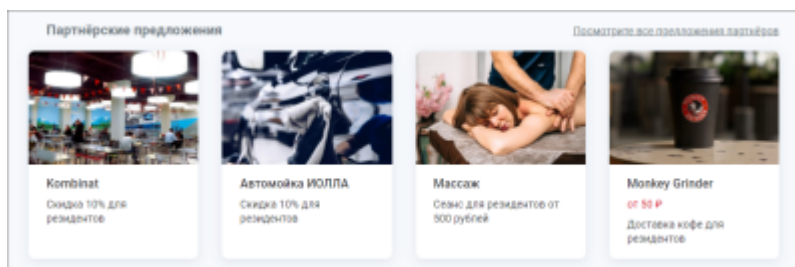 Партнёрские предложения
Посмотрите все предложения партнёров
Kombinat
Скидка 10% для
резидентов
Автомойка ИОЛЛА
Скидка 10% для
резидентов
Массаж
Сеанс для резидентов от
500 рублей
Monkey Grinder
от 50 ₽
Доставка кофе для
резидентов